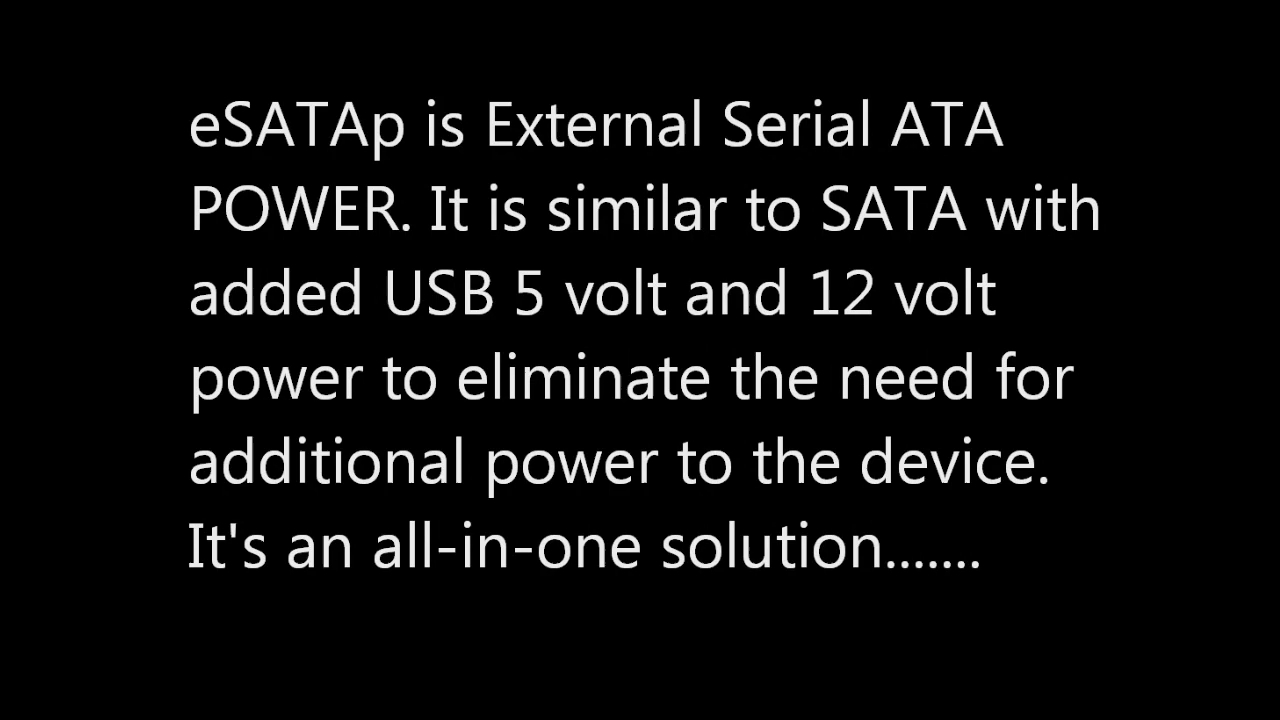 eSATAp is External Serial ATA
POWER. It is similar to SATA with
added USB 5 volt and 12 volt
power to eliminate the need for
additional power to the device.
It's an all-in-one solution.......